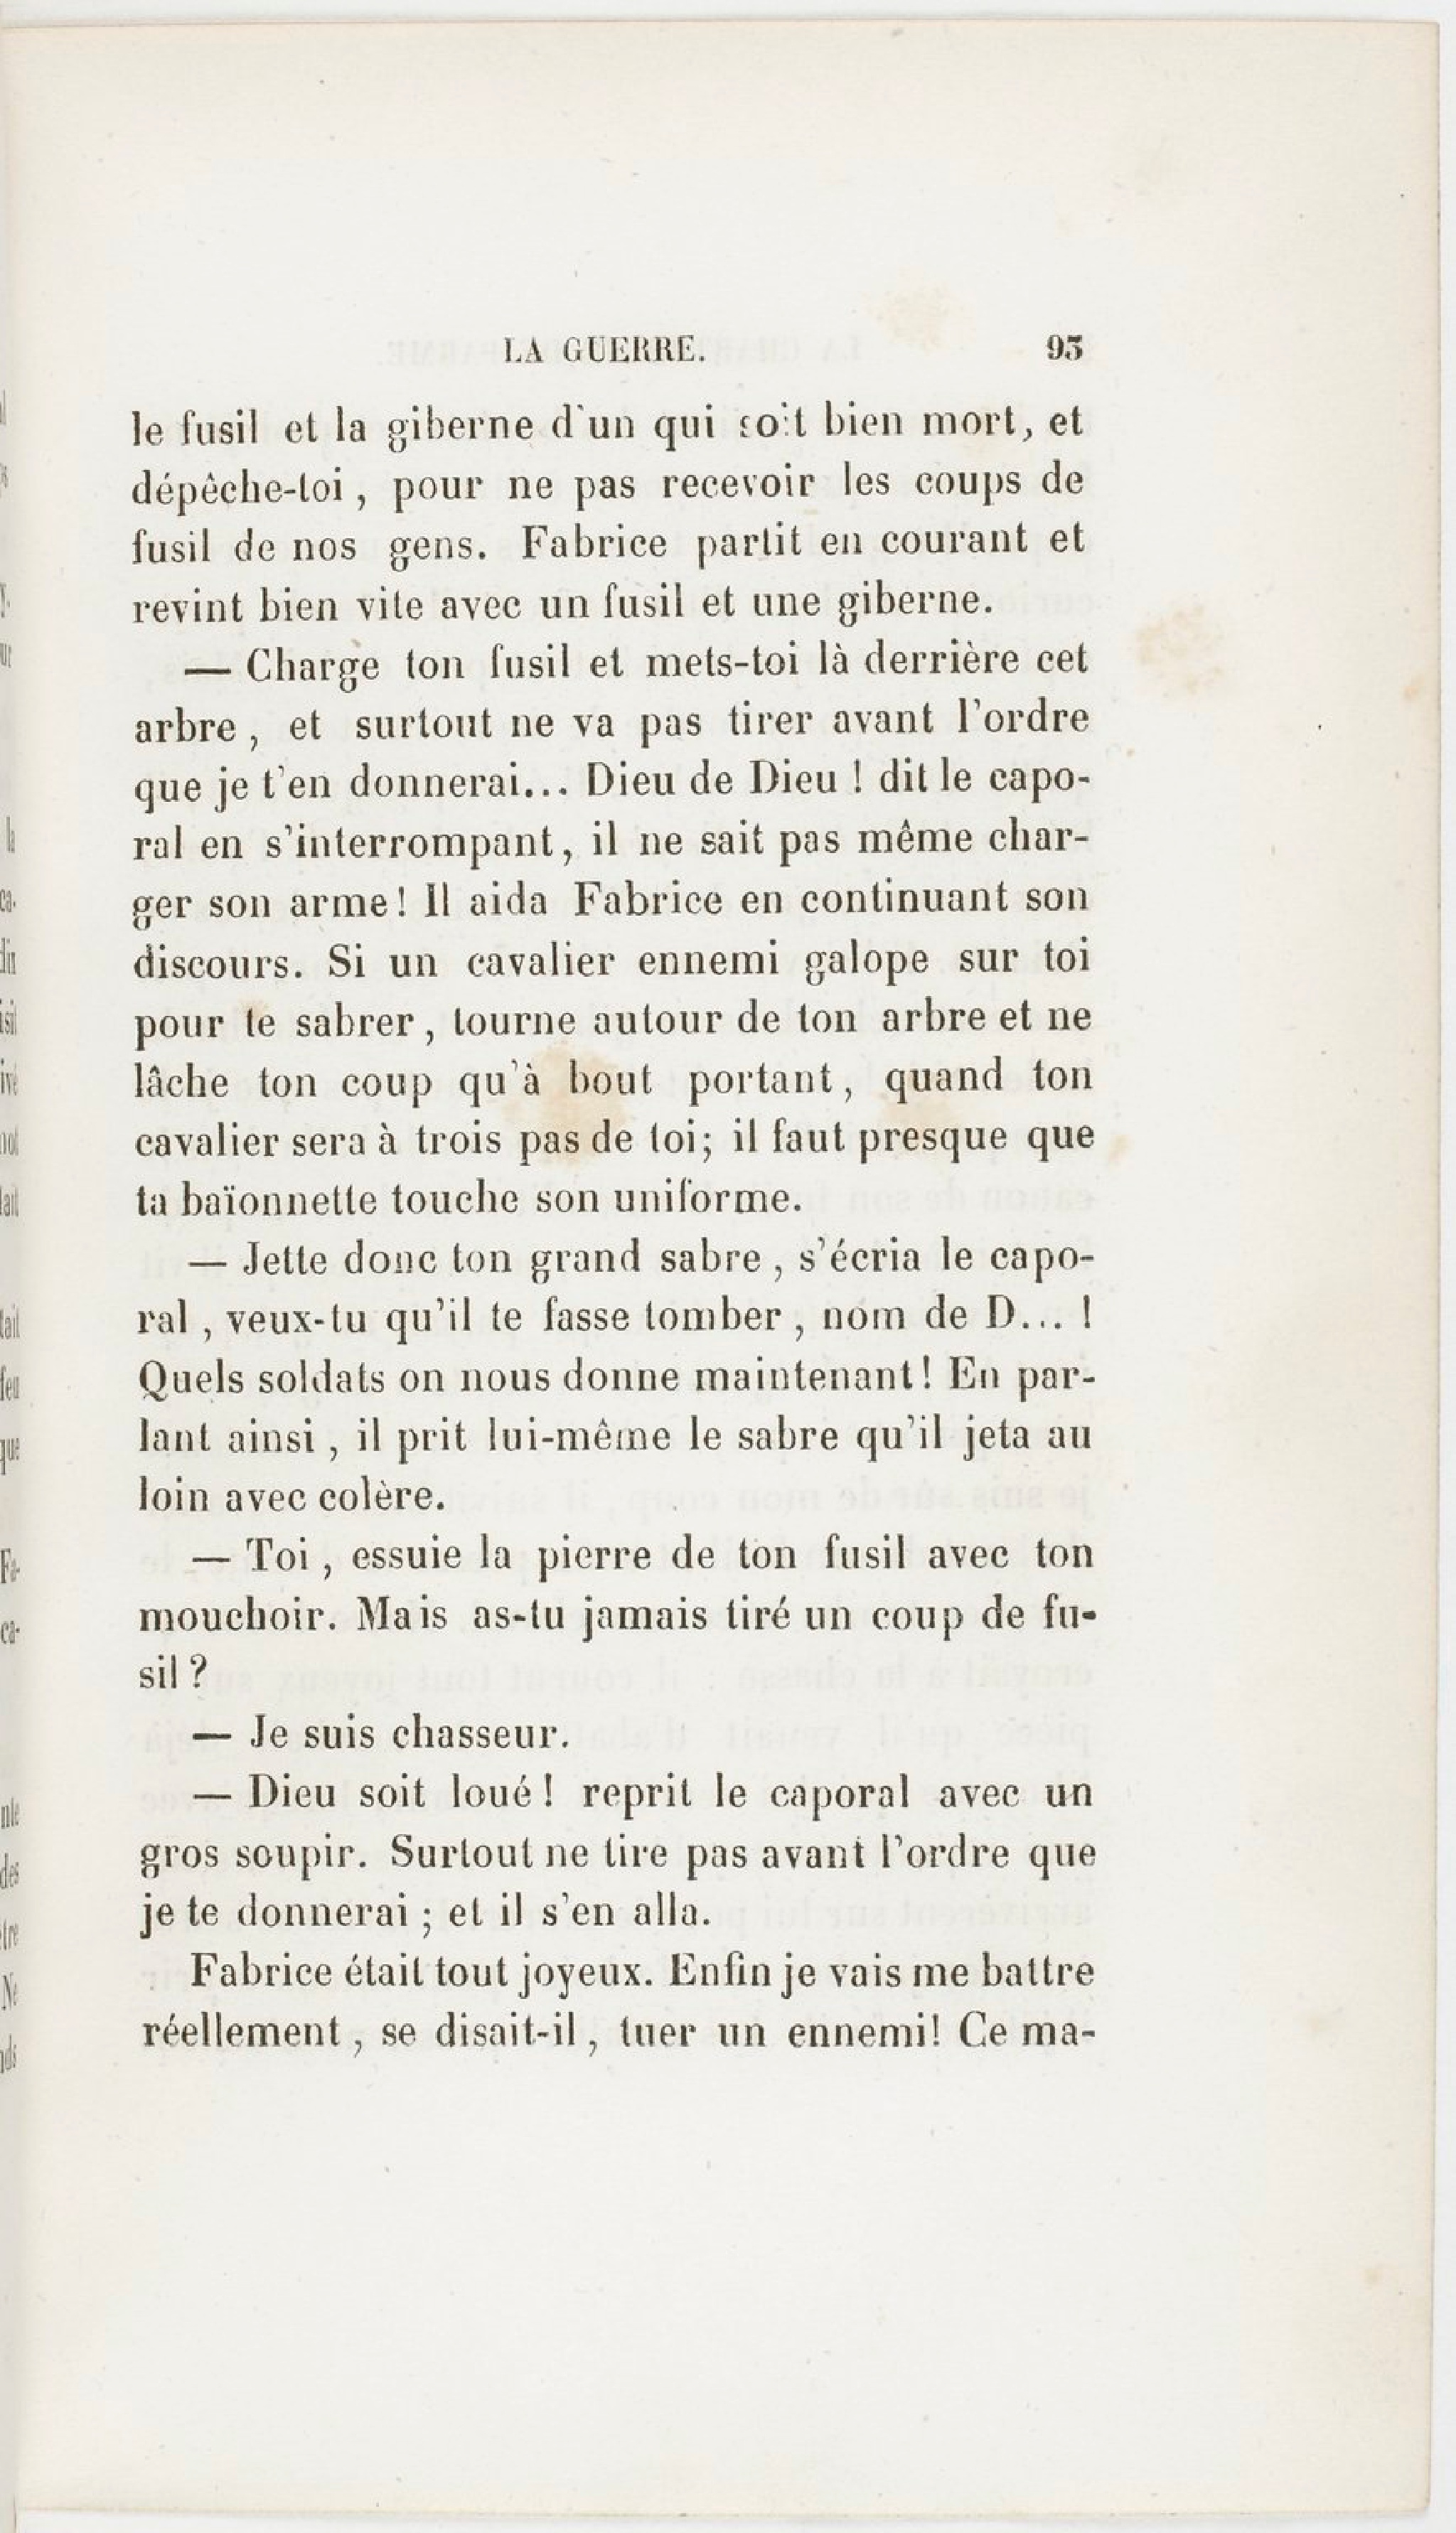 LA GUERRE. 93
le fusil et la giberne d'un qui soit bien mort, et
dépêche-toi, pour ne pas recevoir les coups de
fusil de nos gens. Fabrice partit en courant et
revint bien vite avec un fusil et une giberne.
— Charge ton fusil et mets-toi là derrière cet
arbre, et surtout ne va pas tirer avant l'ordre
que je t'en donnerai... Dieu de Dieu ! dit le capo-
ral en s'interrompant, il ne sait pas même char-
ger son arme! Il aida Fabrice en continuant son
discours. Si un cavalier ennemi galope sur toi
pour te sabrer, tourne autour de ton arbre et ne
lâche ton coup qu'à bout portant, quand ton
cavalier sera à trois pas de toi; il faut presque que
ta baïonnette touche son uniforme.
— Jette donc ton grand sabre, s'écria le capo-
ral, veux-tu qu'il te fasse tomber, nom de D... !
Quels soldats on nous donne maintenant! En par-
lant ainsi, il prit lui-même le sabre qu'il jeta au
loin avec colère.
— Toi, essuie la pierre de ton fusil avec ton
mouchoir. Mais as-tu jamais tiré un coup de fu-
sil ?
— Je suis chasseur.
— Dieu soit loué! reprit le caporal avec un
gros soupir. Surtout ne tire pas avant l'ordre que
je te donnerai ; et il s'en alla.
Fabrice était tout joyeux. Enfin je vais me battre
réellement, se disait-il, tuer un ennemi! Ce ma-